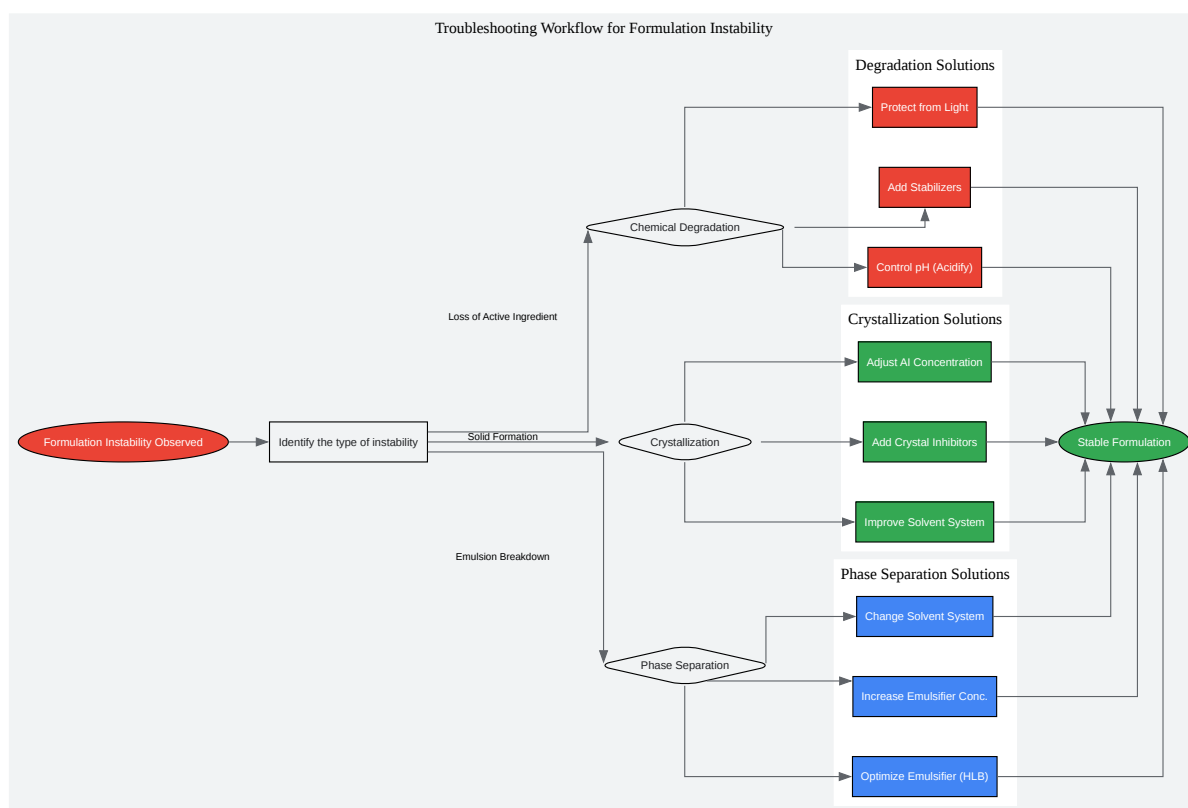 Troubleshooting Workflow for Formulation Instability
Degradation Solutions
Protect from Light
Add Stabilizers
Chemical Degradation
Control pH (Acidify)
Loss of Active Ingredient
Crystallization Solutions
Adjust AI Concentration
Formulation Instability Observed
Identify the type of instability
Solid Formation
Crystallization
Add Crystal Inhibitors
Stable Formulation
Improve Solvent System
Emulsion Breakdown
Phase Separation Solutions
Change Solvent System
Phase Separation
Increase Emulsifier Conc.
Optimize Emulsifier (HLB)